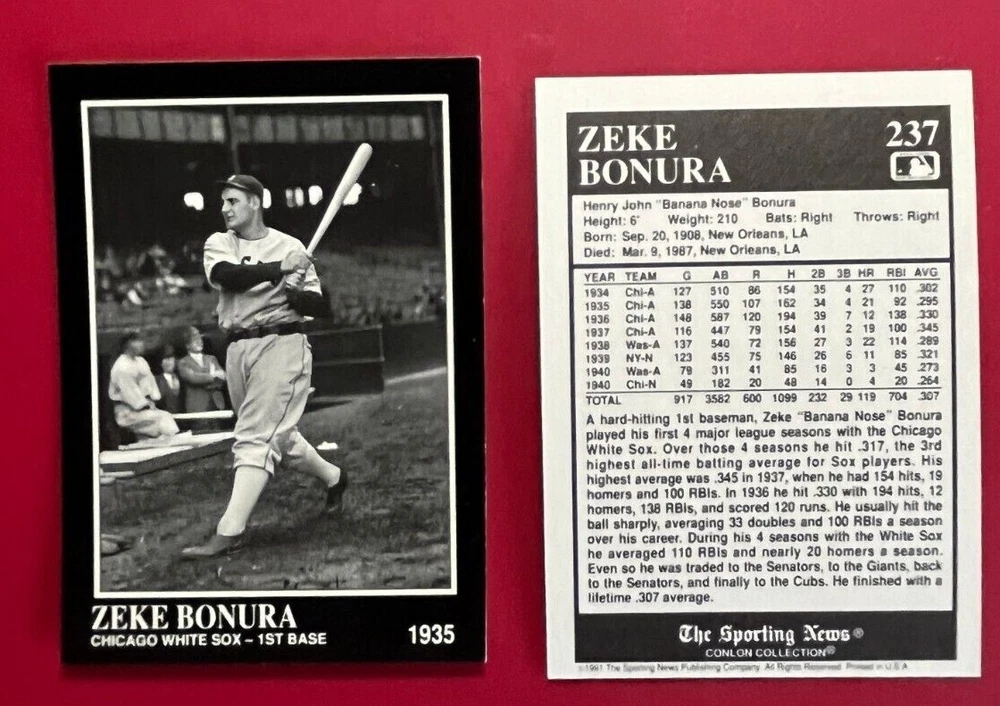 ZEKE BONURA
CHICAGO WHITE SOX – 1ST BASE
1935
ZEKE
BONURA
237
Henry John "Banana Nose" Bonura
Height: 6' Weight: 210 Bats: Right Throws: Right
Born: Sep. 20, 1908, New Orleans, LA
Died: Mar. 9, 1987, New Orleans, LA
YEAR TEAM G AB R H 2B 3B HR RBI AVG
1934 Chi-A 127 510 86 154 35 4 27 110 .302
1935 Chi-A 138 550 107 162 34 4 21 92 .295
1936 Chi-A 148 587 120 194 39 7 12 138 .330
1937 Chi-A 116 447 79 154 41 2 19 100 .345
1938 Was-A 137 540 72 156 27 3 22 114 .289
1939 NY-N 123 455 75 146 26 6 11 85 .321
1940 Was-A 79 311 41 85 16 3 3 45 .273
1940 Chi-N 49 182 20 48 14 0 4 20 .264
TOTAL 917 3582 600 1099 232 29 119 704 .307
A hard-hitting 1st baseman, Zeke "Banana Nose" Bonura
played his first 4 major league seasons with the Chicago
White Sox. Over those 4 seasons he hit .317, the 3rd
highest all-time batting average for Sox players. His
highest average was .345 in 1937, when he had 154 hits, 19
homers and 100 RBIs. In 1936 he hit .330 with 194 hits, 12
homers, 138 RBIs, and scored 120 runs. He usually hit the
ball sharply, averaging 33 doubles and 100 RBIs a season
over his career. During his 4 seasons with the White Sox
he averaged 110 RBIs and nearly 20 homers a season.
Even so he was traded to the Senators, to the Giants, back
to the Senators, and finally to the Cubs. He finished with a
lifetime .307 average.
The Sporting News®
CONLON COLLECTION®
©1991 The Sporting News Publishing Company. All Rights Reserved. Printed in U.S.A.